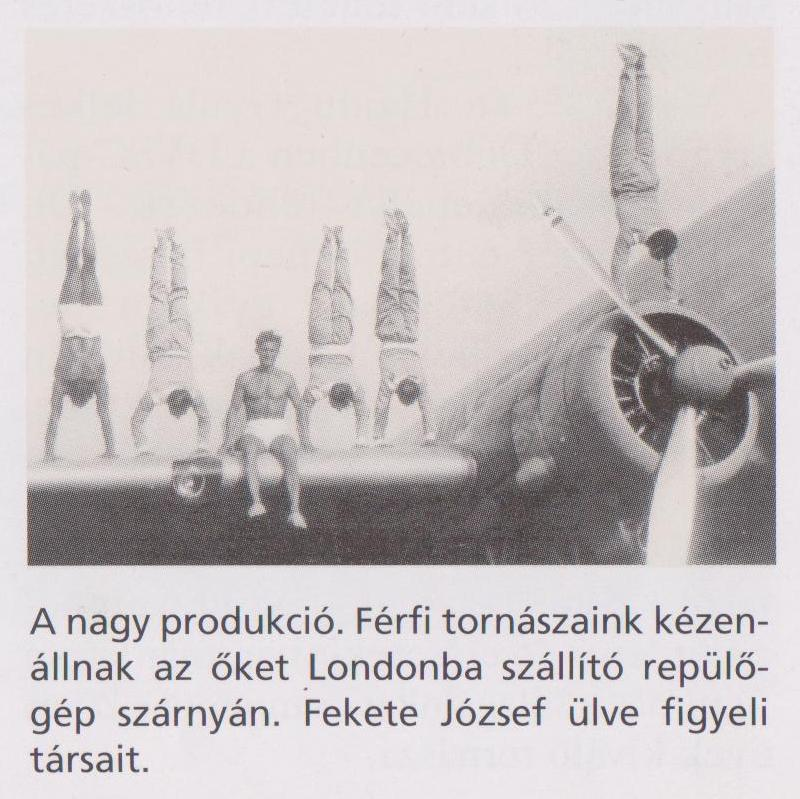 A nagy produkció. Férfi tornászaink kézen-
állnak az őket Londonba szállító repülő-
gép szárnyán. Fekete József ülve figyeli
társait.